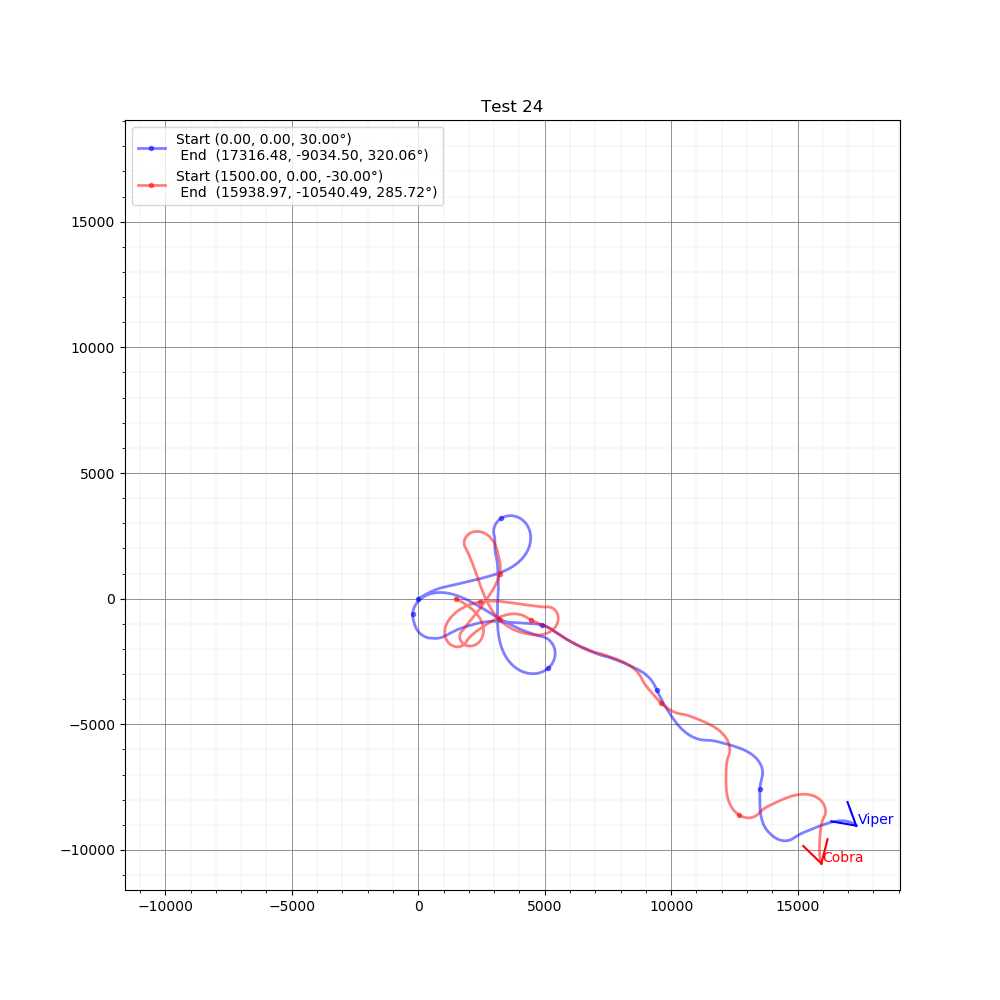 Test 24
Start (0.00, 0.00, 30.00°)
End (17316.48, -9034.50, 320.06°)
Start (1500.00, 0.00, -30.00°)
End (15938.97, -10540.49, 285.72°)
15000
10000
5000
0
−5000
−10000
Viper
Cobra
−10000 −5000 0 5000 10000 15000